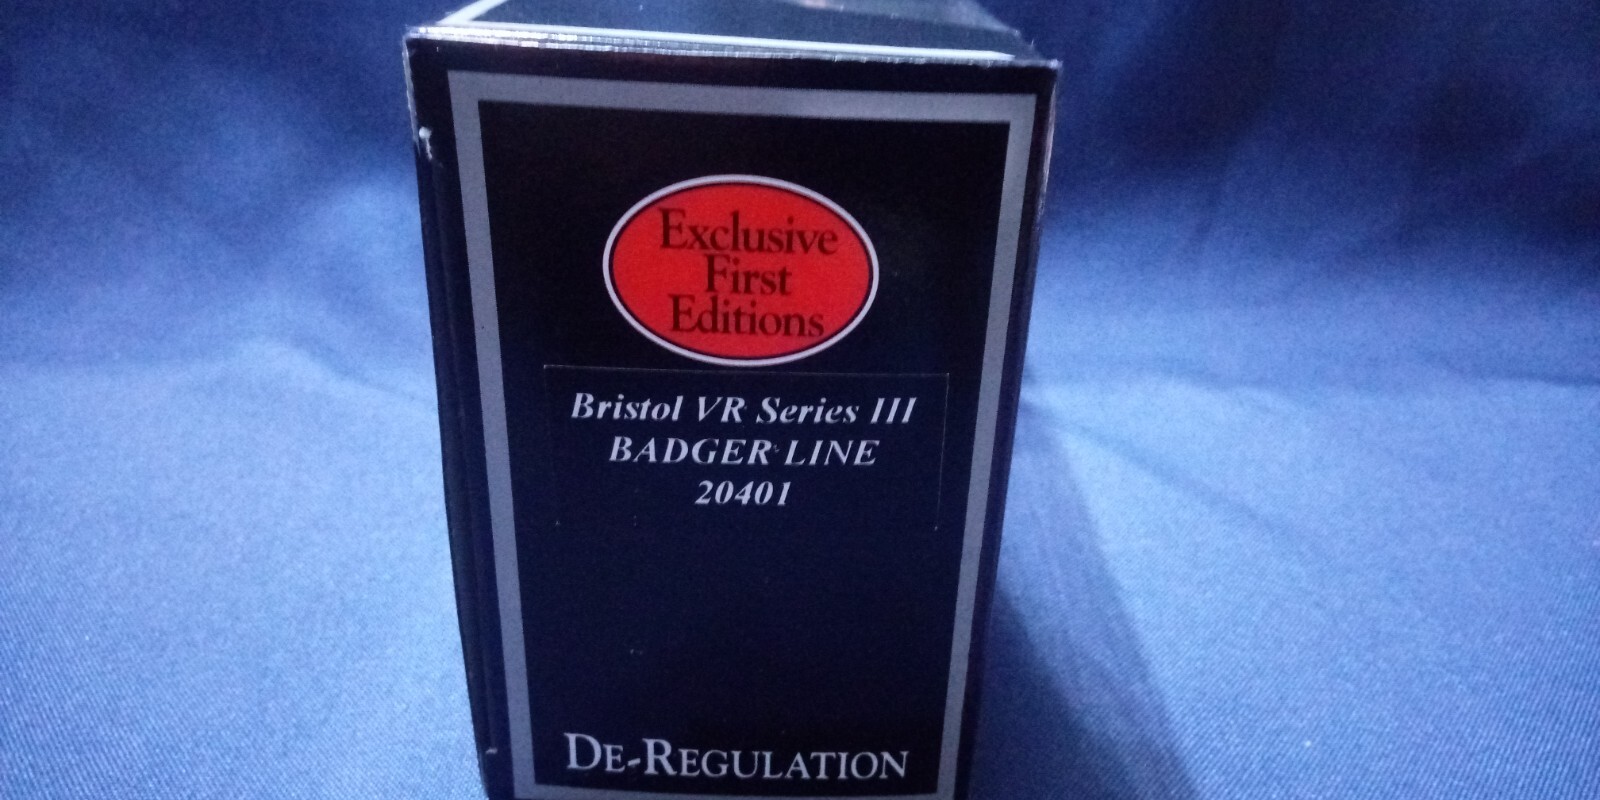 Exclusive
First
Editions
Bristol VR Series III
BADGER LINE
20401
DE-REGULATION